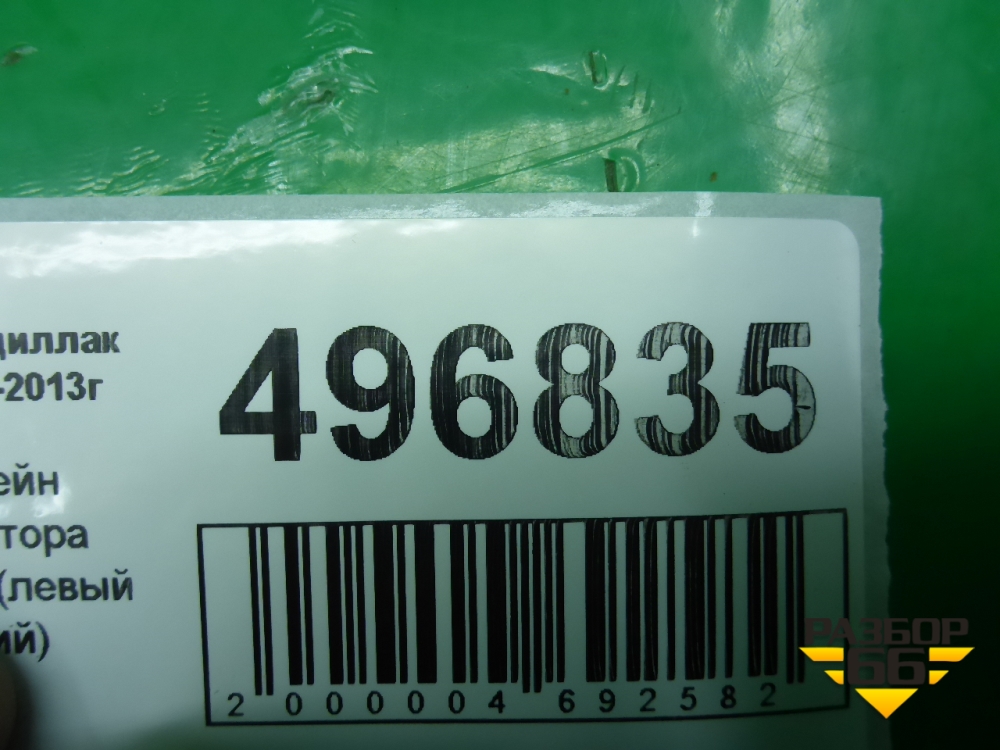 диллак
-2013г
496835
ейн
тора
(левый
ий)
2 000004 692582
РАЗБОР
66